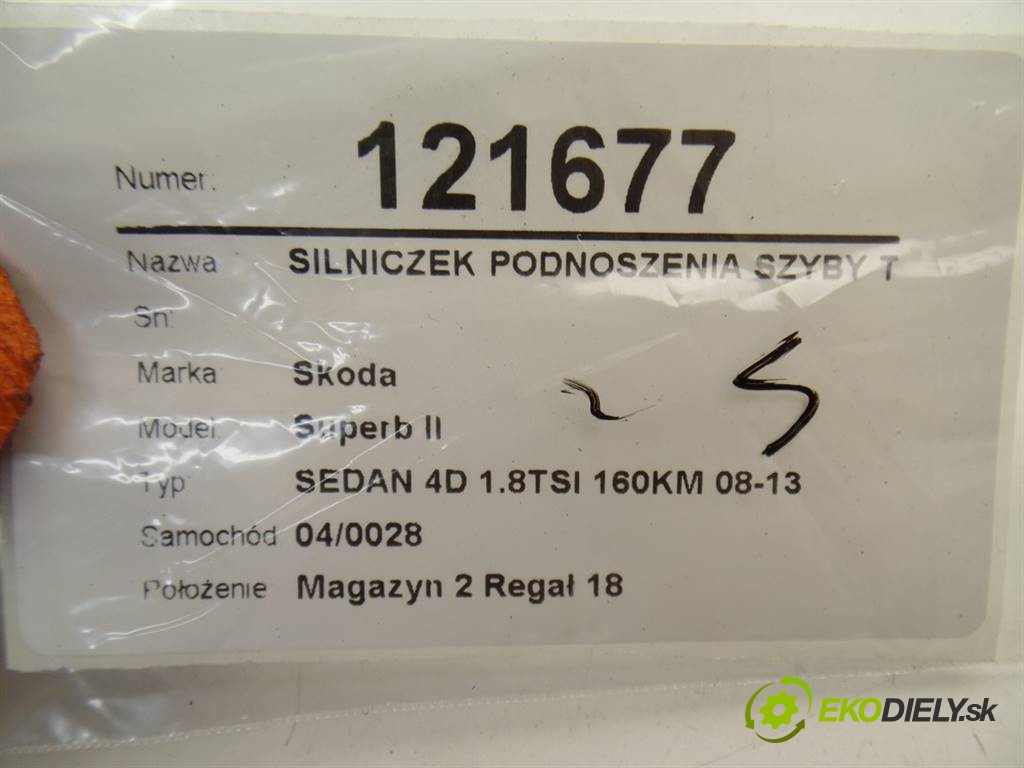 Numer: 121677
Nazwa SILNICZEK PODNOSZENIA SZYBY T
Sn:
Marka Skoda
Model Superb II
Typ SEDAN 4D 1.8TSI 160KM 08-13
Samochód 04/0028
Położenie Magazyn 2 Regał 18
EKODIELY.sk